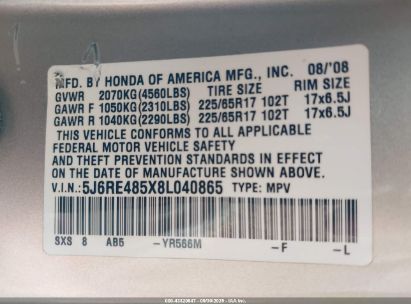 MFD. BY HONDA OF AMERICA MFG., INC. 08/'08
GVWR 2070KG(4560LBS) TIRE SIZE RIM SIZE
GAWR F 1050KG(2310LBS) 225/65R17 102T 17x6.5J
GAWR R 1040KG(2290LBS) 225/65R17 102T 17x6.5J
THIS VEHICLE CONFORMS TO ALL APPLICABLE
FEDERAL MOTOR VEHICLE SAFETY
AND THEFT PREVENTION STANDARDS IN EFFECT ON
THE DATE OF MANUFACTURE SHOWN ABOVE.
V.I.N.: 5J6RE485X8L040865 TYPE: MPV
SXS 8 AB5 -YR566M -F -L